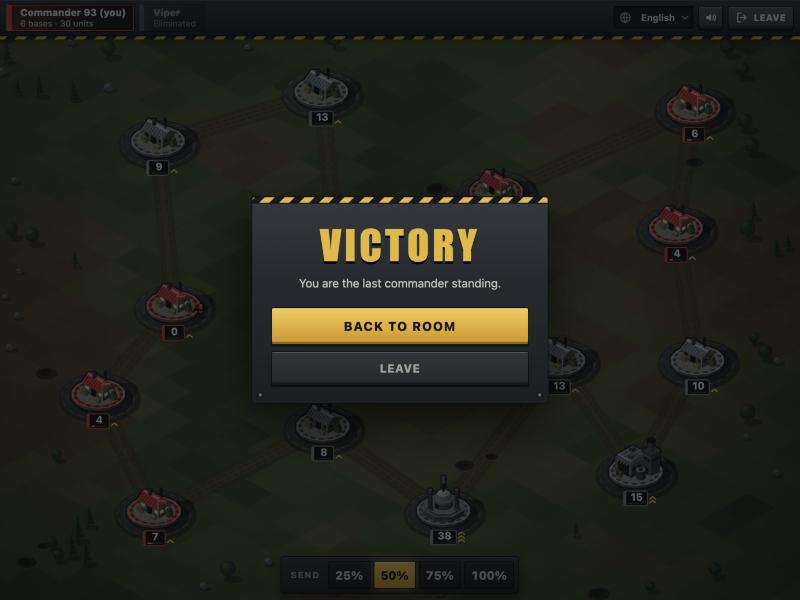 Commander 93 (you)
6 bases · 30 units
Viper
Eliminated
English
LEAVE
13
9
6
4
0
VICTORY
You are the last commander standing.
BACK TO ROOM
LEAVE
13
10
4
8
15
7
38
SEND
25%
50%
75%
100%